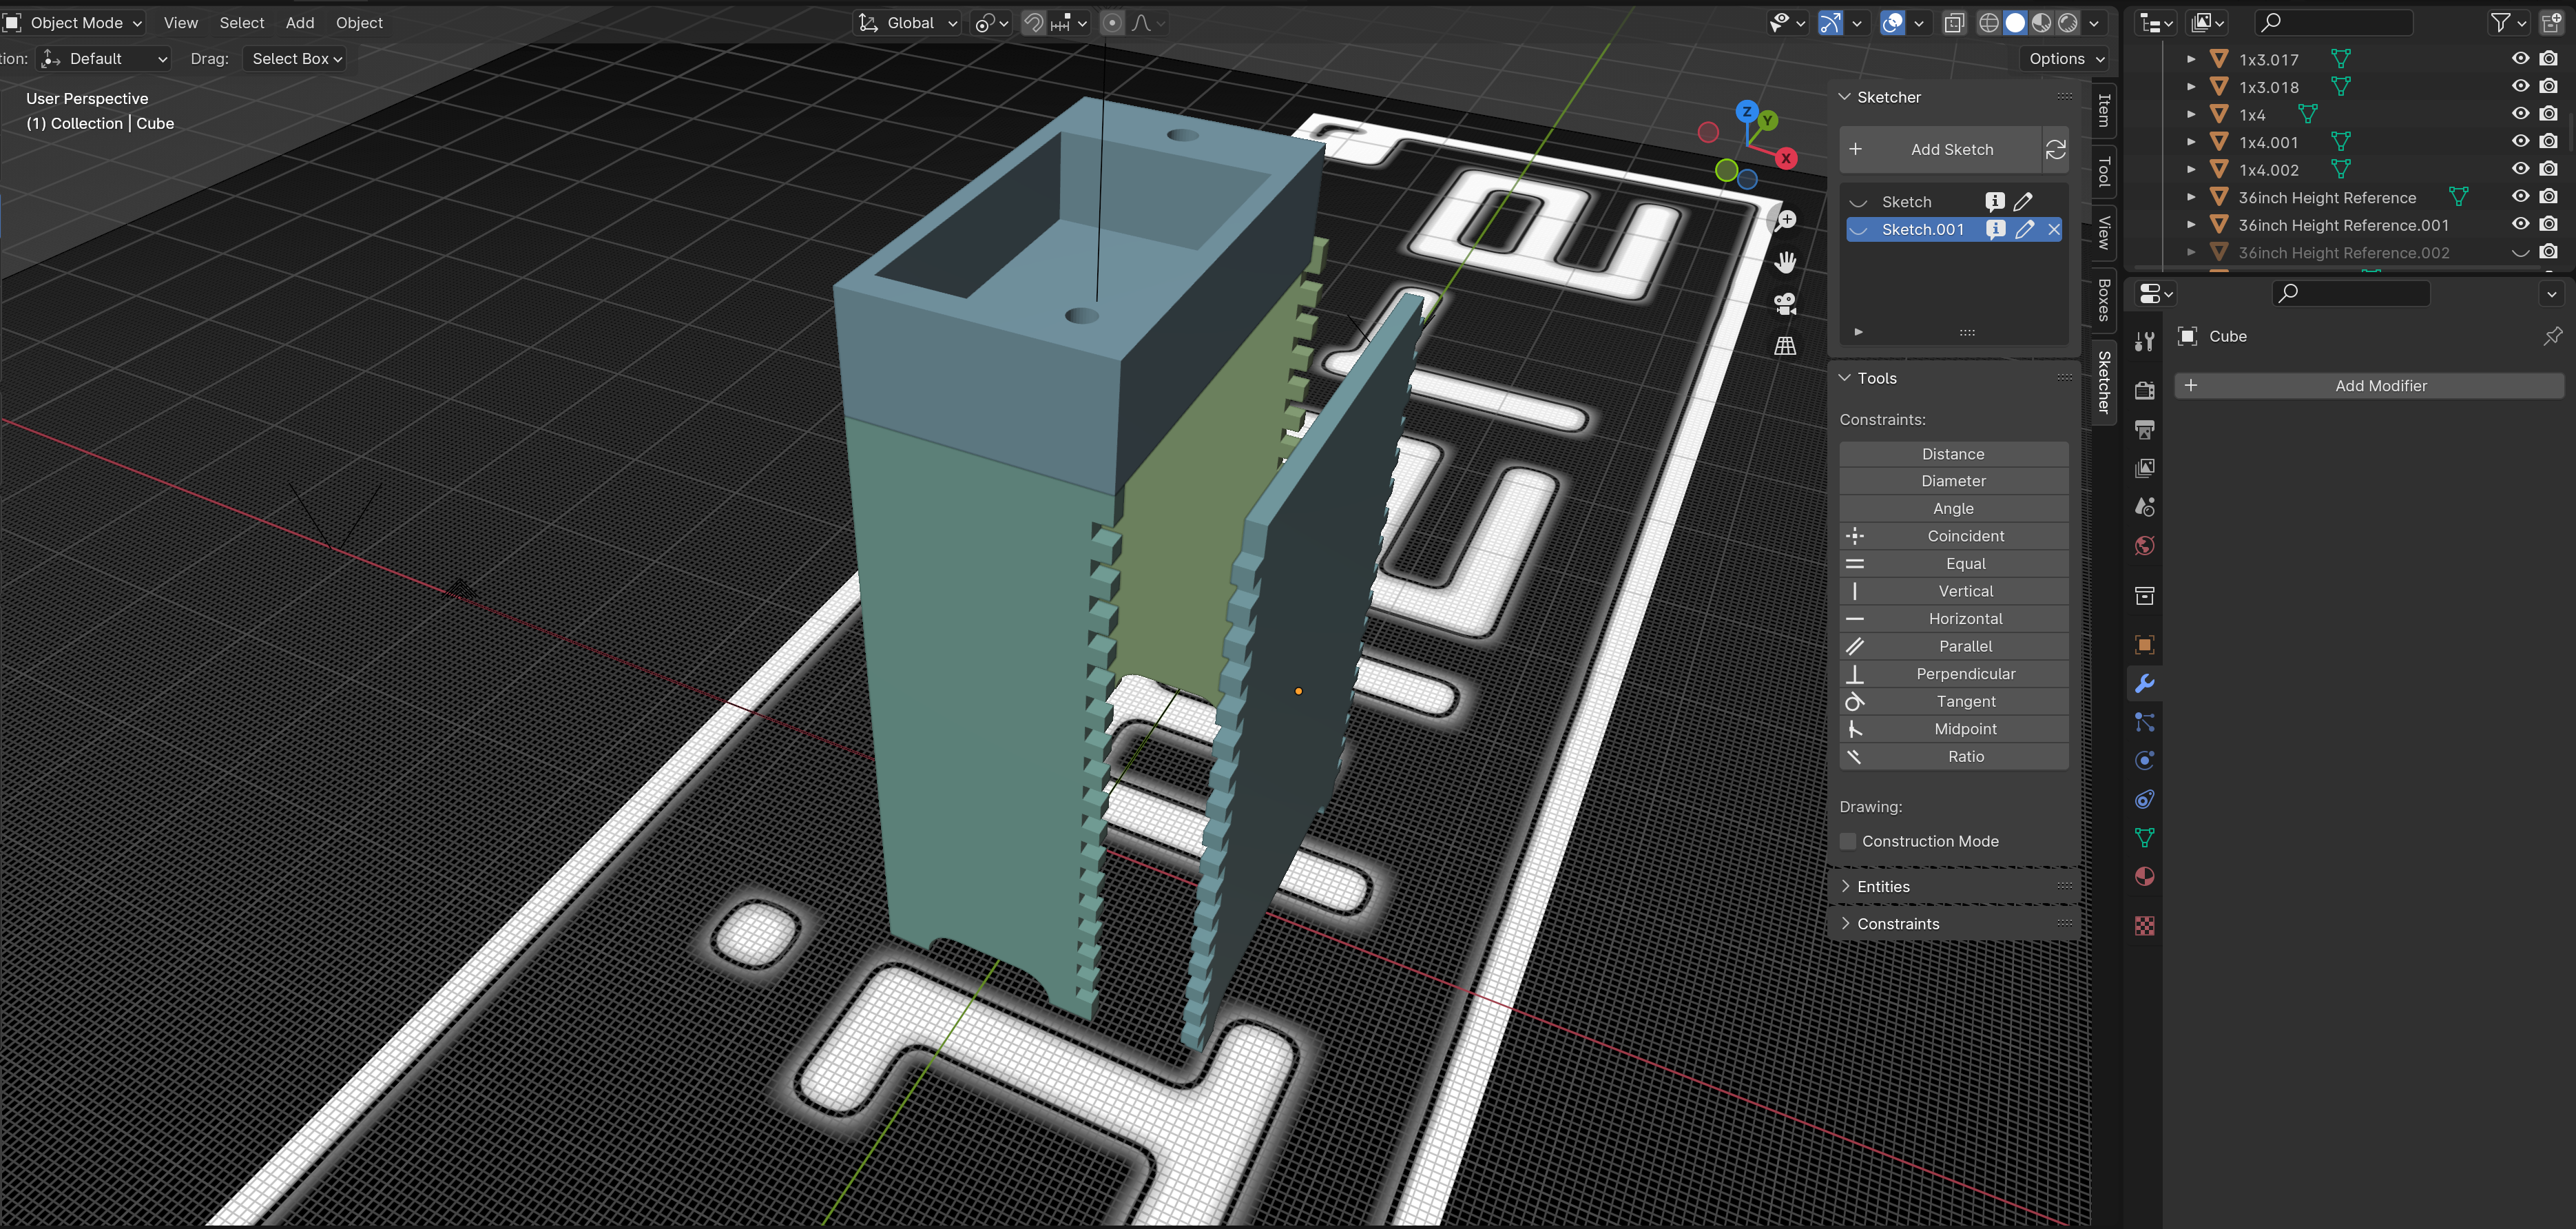 Object Mode View Select Add Object Global
tion: Default Drag: Select Box Options
User Perspective
(1) Collection | Cube
Z
Y
X
Sketcher
Add Sketch
Sketch
Sketch.001
Tools
Constraints:
Distance
Diameter
Angle
Coincident
Equal
Vertical
Horizontal
Parallel
Perpendicular
Tangent
Midpoint
Ratio
Drawing:
Construction Mode
Entities
Constraints
Item
Tool
View
Boxes
Sketcher
1x3.017
1x3.018
1x4
1x4.001
1x4.002
36inch Height Reference
36inch Height Reference.001
36inch Height Reference.002
Cube
Add Modifier